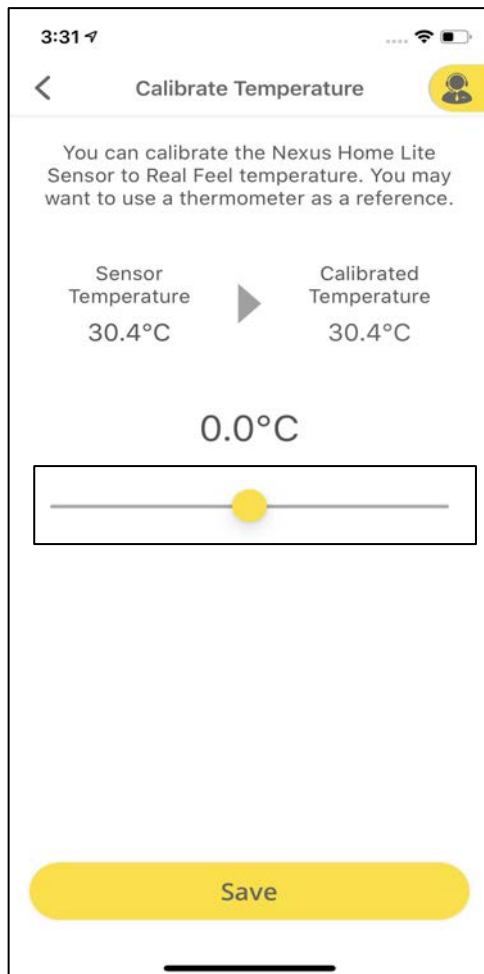 3:31
Calibrate Temperature
You can calibrate the Nexus Home Lite
Sensor to Real Feel temperature. You may
want to use a thermometer as a reference.
Sensor
Temperature
30.4°C
Calibrated
Temperature
30.4°C
0.0°C
Save